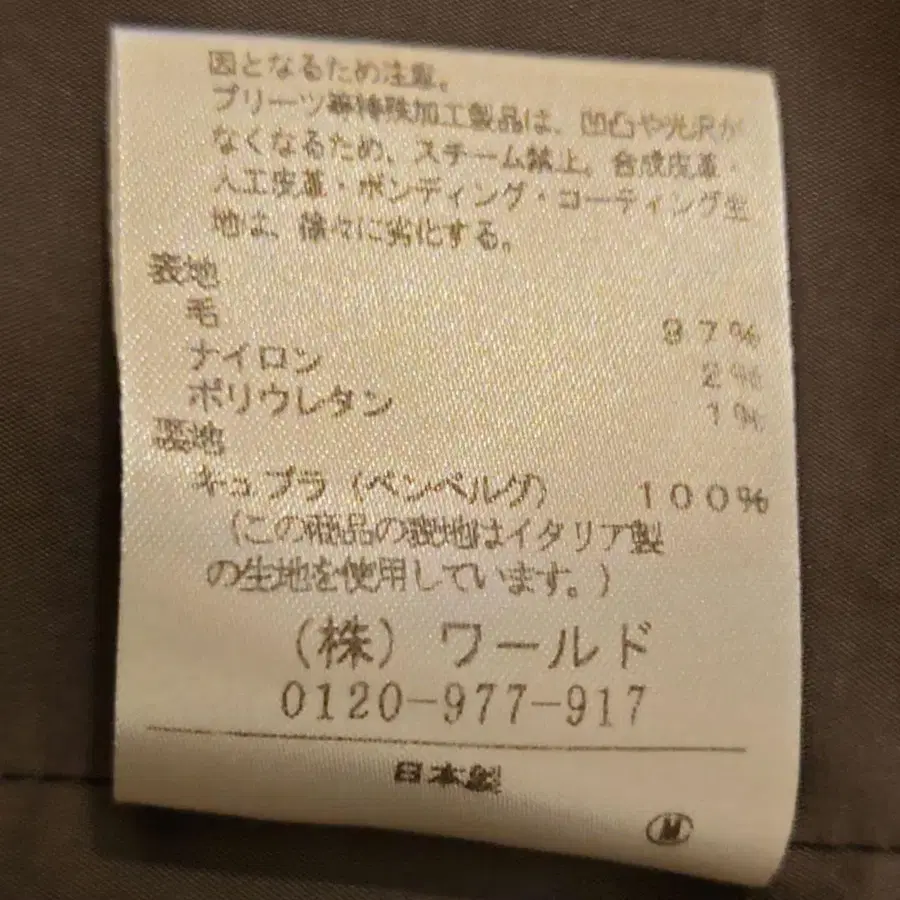 因となるため注意。
プリーツ等特殊加工製品は、凹凸や光沢が
なくなるため、スチーム禁止。合成皮革・
人工皮革・ボンディング・コーティング生
地は、徐々に劣化する。
表地
毛 97%
ナイロン 2%
ポリウレタン 1%
裏地
キュプラ(ベンベルグ) 100%
(この商品の表地はイタリア製
の生地を使用しています。)
(株)ワールド
0120-977-917
日本製
M